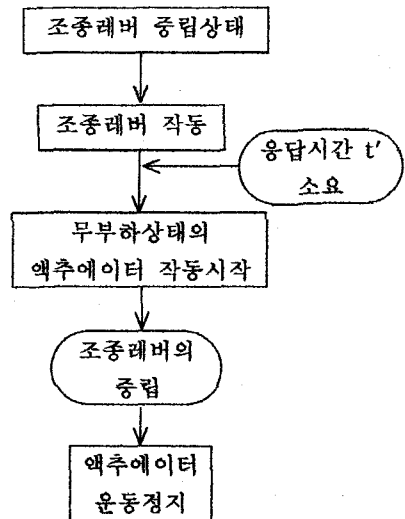 조종레버 중립상태
조종레버 작동
응답시간 t'
소요
무부하상태의
액추에이터 작동시작
조종레버의
중립
액추에이터
운동정지